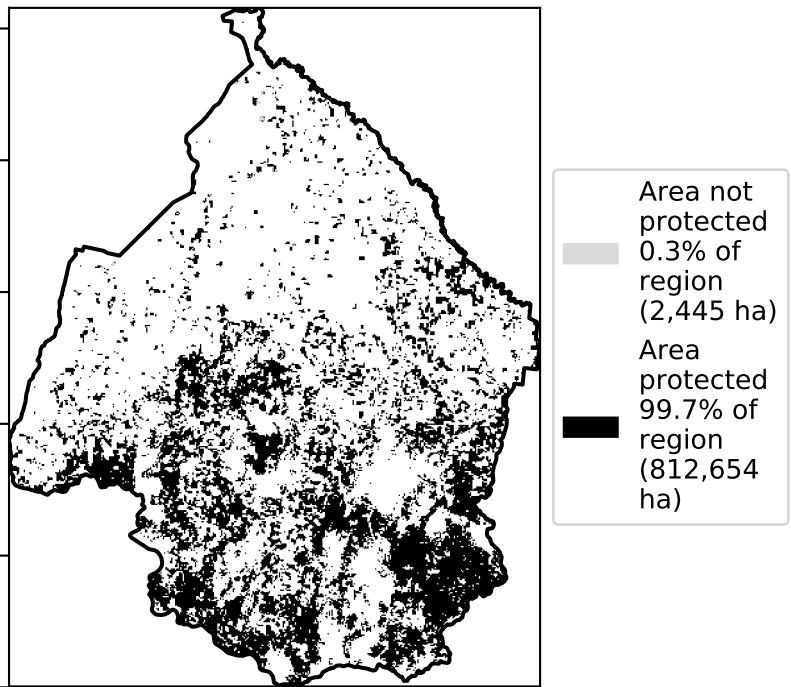 Area not
protected
0.3% of
region
(2,445 ha)
Area
protected
99.7% of
region
(812,654
ha)